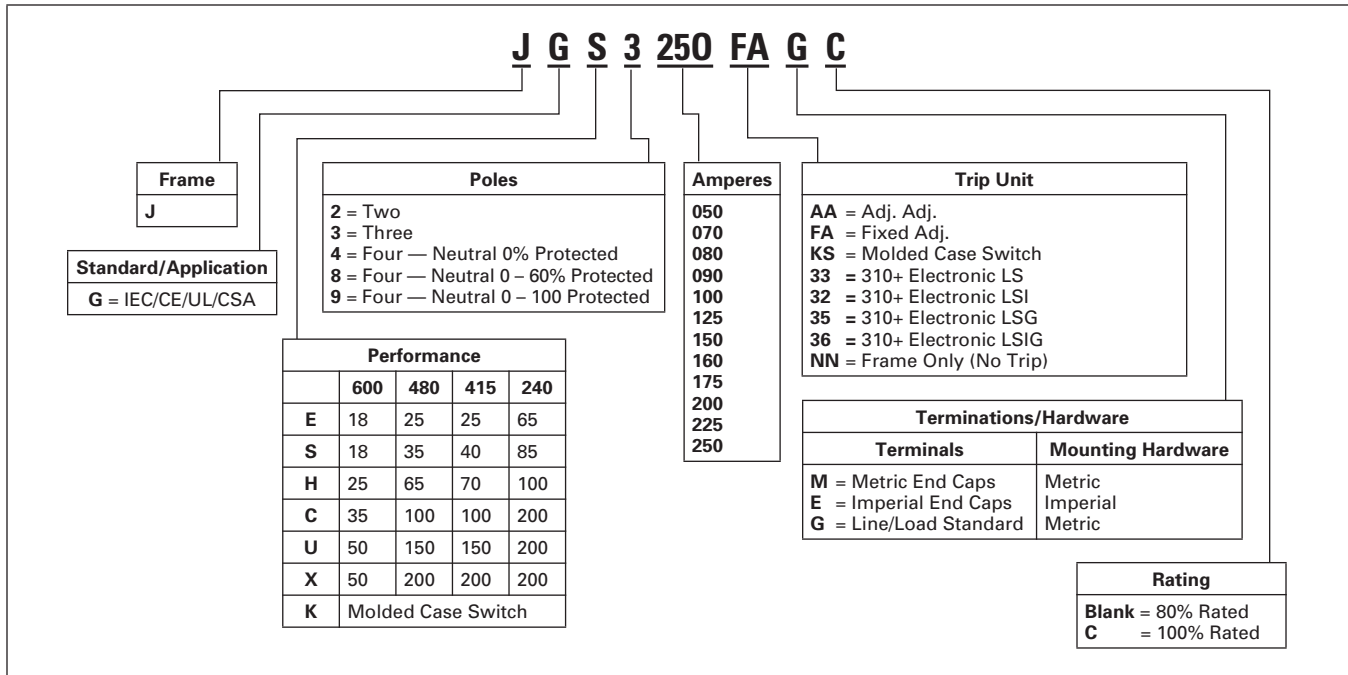 J G S 3 250 FA G C
Frame
J
Standard/Application
G = IEC/CE/UL/CSA
Poles
2 = Two
3 = Three
4 = Four — Neutral 0% Protected
8 = Four — Neutral 0 – 60% Protected
9 = Four — Neutral 0 – 100 Protected
Performance
600 480 415 240
E 18 25 25 65
S 18 35 40 85
H 25 65 70 100
C 35 100 100 200
U 50 150 150 200
X 50 200 200 200
K Molded Case Switch
Amperes
050
070
080
090
100
125
150
160
175
200
225
250
Trip Unit
AA = Adj. Adj.
FA = Fixed Adj.
KS = Molded Case Switch
33 = 310+ Electronic LS
32 = 310+ Electronic LSI
35 = 310+ Electronic LSG
36 = 310+ Electronic LSIG
NN = Frame Only (No Trip)
Terminations/Hardware
Terminals Mounting Hardware
M = Metric End Caps Metric
E = Imperial End Caps Imperial
G = Line/Load Standard Metric
Rating
Blank = 80% Rated
C = 100% Rated